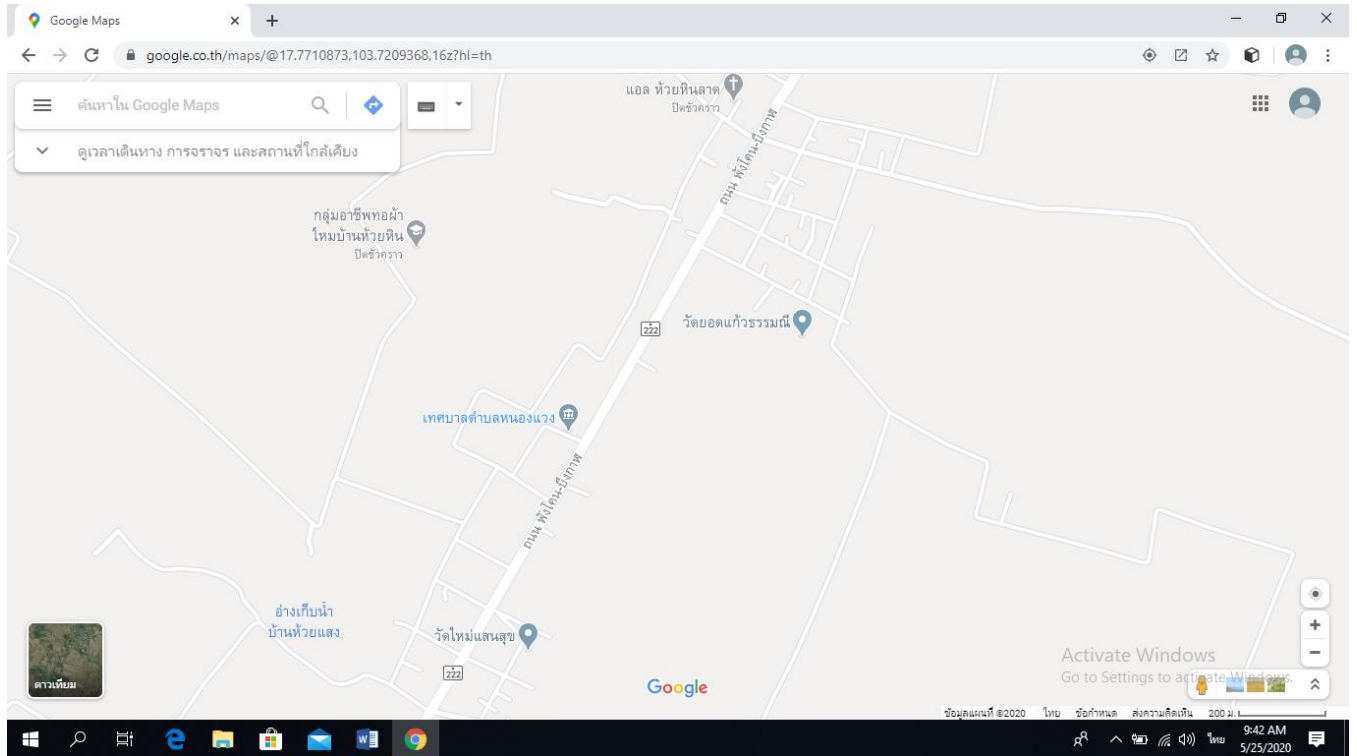 Google Maps
google.co.th/maps/@17.7710873,103.7209368,16z?hl=th
ค้นหาใน Google Maps
ดูเวลาเดินทาง การจราจร และสถานที่ใกล้เคียง
แอล ห้วยหินลาด
ปิดชั่วคราว
ถนน พังโคน-บึงกาฬ
กลุ่มอาชีพทอผ้า
ไหมบ้านห้วยหิน
ปิดชั่วคราว
222
วัดยอดแก้วธรรมณี
เทศบาลตำบลหนองแวง
ถนน พังโคน-บึงกาฬ
อ่างเก็บน้ำ
บ้านห้วยแสง
วัดใหม่แสนสุข
222
ดาวเทียม
Google
Activate Windows
Go to Settings to activate Windows.
ข้อมูลแผนที่ ©2020 ไทย ข้อกำหนด ส่งความคิดเห็น 200 ม.
ไทย
9:42 AM
5/25/2020